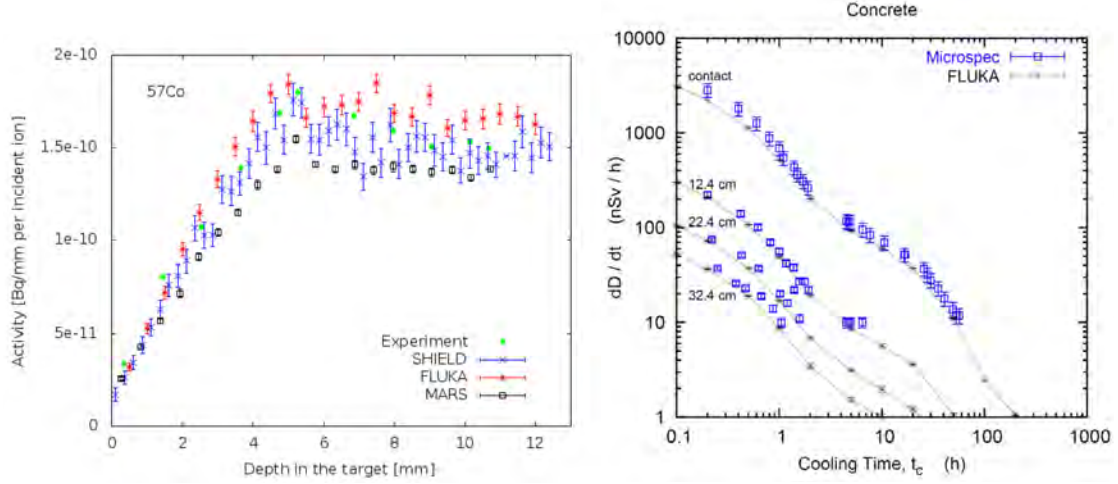 57Co
Activity [Bq/mm per incident ion]
2e-10
1.5e-10
1e-10
5e-11
0
Experiment
SHIELD
FLUKA
MARS
0 2 4 6 8 10 12
Depth in the target [mm]
Concrete
dD / dt (nSv / h)
10000
1000
100
10
1
Microspec
FLUKA
contact
12.4 cm
22.4 cm
32.4 cm
0.1 1 10 100 1000
Cooling Time, t_c (h)